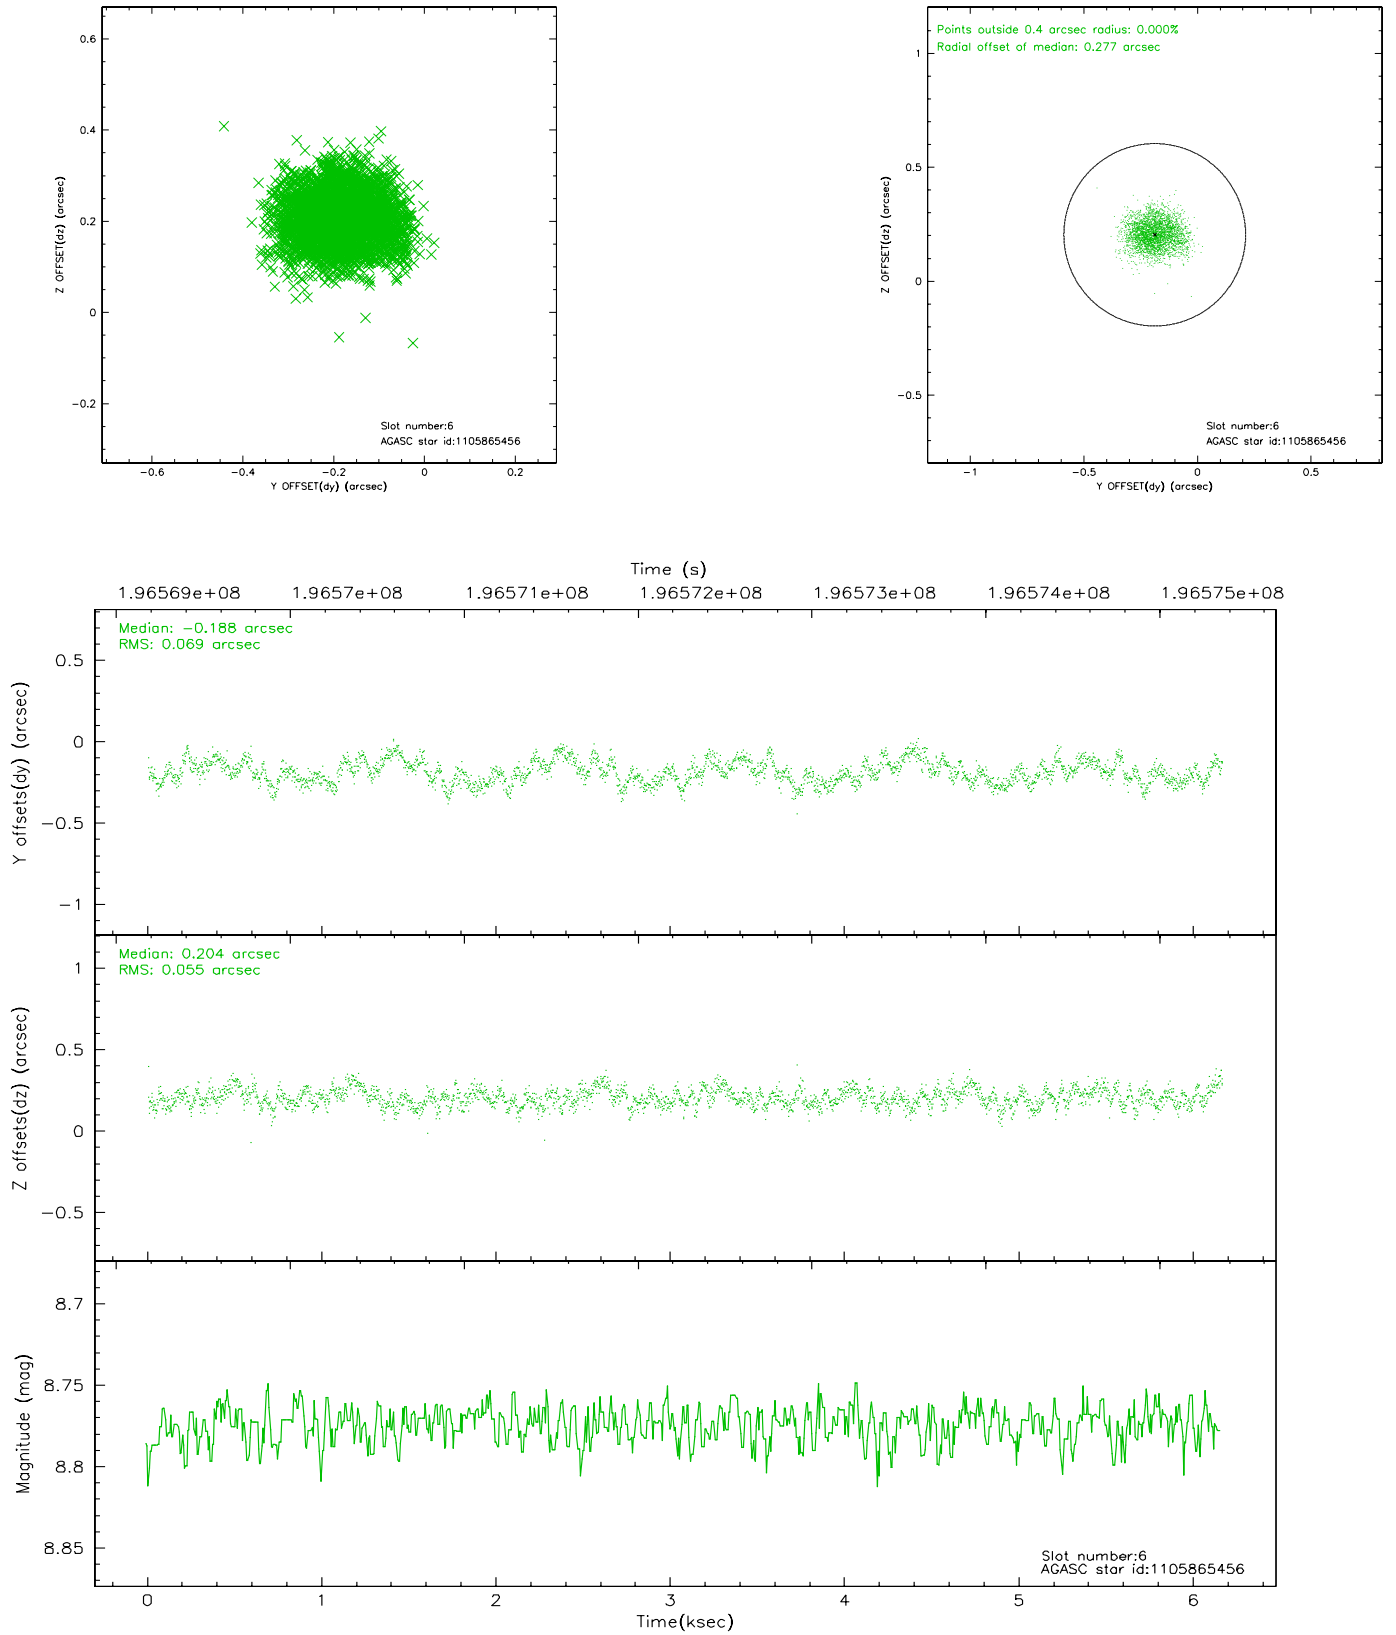 0.6
0.4
0.2
0
−0.2
Z OFFSET(dz) (arcsec)
Slot number:6
AGASC star id:1105865456
−0.6 −0.4 −0.2 0 0.2
Y OFFSET(dy) (arcsec)
Points outside 0.4 arcsec radius: 0.000%
Radial offset of median: 0.277 arcsec
1
0.5
0
−0.5
Z OFFSET(dz) (arcsec)
Slot number:6
AGASC star id:1105865456
−1 −0.5 0 0.5
Y OFFSET(dy) (arcsec)
Time (s)
1.96569e+08 1.9657e+08 1.96571e+08 1.96572e+08 1.96573e+08 1.96574e+08 1.96575e+08
Median: −0.188 arcsec
RMS: 0.069 arcsec
0.5
0
−0.5
−1
Y offsets(dy) (arcsec)
Median: 0.204 arcsec
RMS: 0.055 arcsec
1
0.5
0
−0.5
Z offsets(dz) (arcsec)
8.7
8.75
8.8
8.85
Magnitude (mag)
Slot number:6
AGASC star id:1105865456
0 1 2 3 4 5 6
Time(ksec)